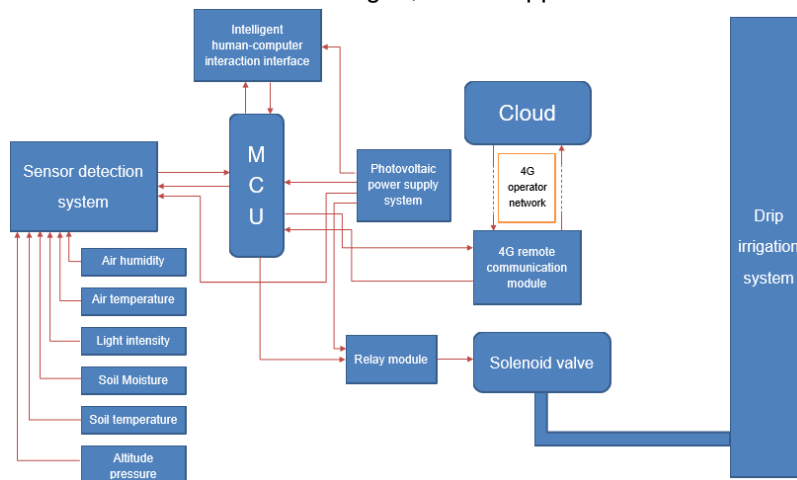 Intelligent
human-computer
interaction interface
Cloud
M
C
U
Sensor detection
system
Photovoltaic
power supply
system
4G
operator
network
Drip
irrigation
system
4G remote
communication
module
Air humidity
Air temperature
Light intensity
Relay module
Solenoid valve
Soil Moisture
Soil temperature
Altitude
pressure